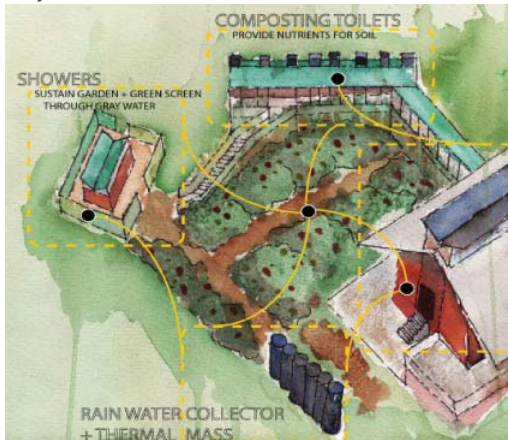 COMPOSTING TOILETS
PROVIDE NUTRIENTS FOR SOIL
SHOWERS
SUSTAIN GARDEN + GREEN SCREEN
THROUGH GRAY WATER
RAIN WATER COLLECTOR
+ THERMAL MASS